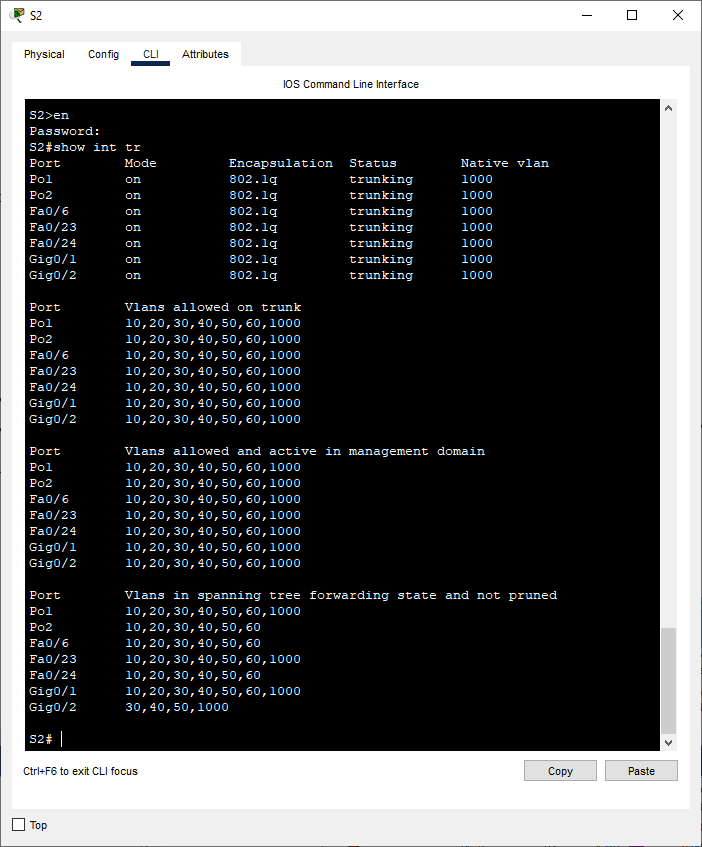 S2
Physical Config CLI Attributes
IOS Command Line Interface
S2>en
Password:
S2#show int tr
Port Mode Encapsulation Status Native vlan
Po1 on 802.1q trunking 1000
Po2 on 802.1q trunking 1000
Fa0/6 on 802.1q trunking 1000
Fa0/23 on 802.1q trunking 1000
Fa0/24 on 802.1q trunking 1000
Gig0/1 on 802.1q trunking 1000
Gig0/2 on 802.1q trunking 1000
Port Vlans allowed on trunk
Po1 10,20,30,40,50,60,1000
Po2 10,20,30,40,50,60,1000
Fa0/6 10,20,30,40,50,60,1000
Fa0/23 10,20,30,40,50,60,1000
Fa0/24 10,20,30,40,50,60,1000
Gig0/1 10,20,30,40,50,60,1000
Gig0/2 10,20,30,40,50,60,1000
Port Vlans allowed and active in management domain
Po1 10,20,30,40,50,60,1000
Po2 10,20,30,40,50,60,1000
Fa0/6 10,20,30,40,50,60,1000
Fa0/23 10,20,30,40,50,60,1000
Fa0/24 10,20,30,40,50,60,1000
Gig0/1 10,20,30,40,50,60,1000
Gig0/2 10,20,30,40,50,60,1000
Port Vlans in spanning tree forwarding state and not pruned
Po1 10,20,30,40,50,60,1000
Po2 10,20,30,40,50,60
Fa0/6 10,20,30,40,50,60
Fa0/23 10,20,30,40,50,60,1000
Fa0/24 10,20,30,40,50,60
Gig0/1 10,20,30,40,50,60,1000
Gig0/2 30,40,50,1000
S2#
Ctrl+F6 to exit CLI focus
Copy Paste
Top